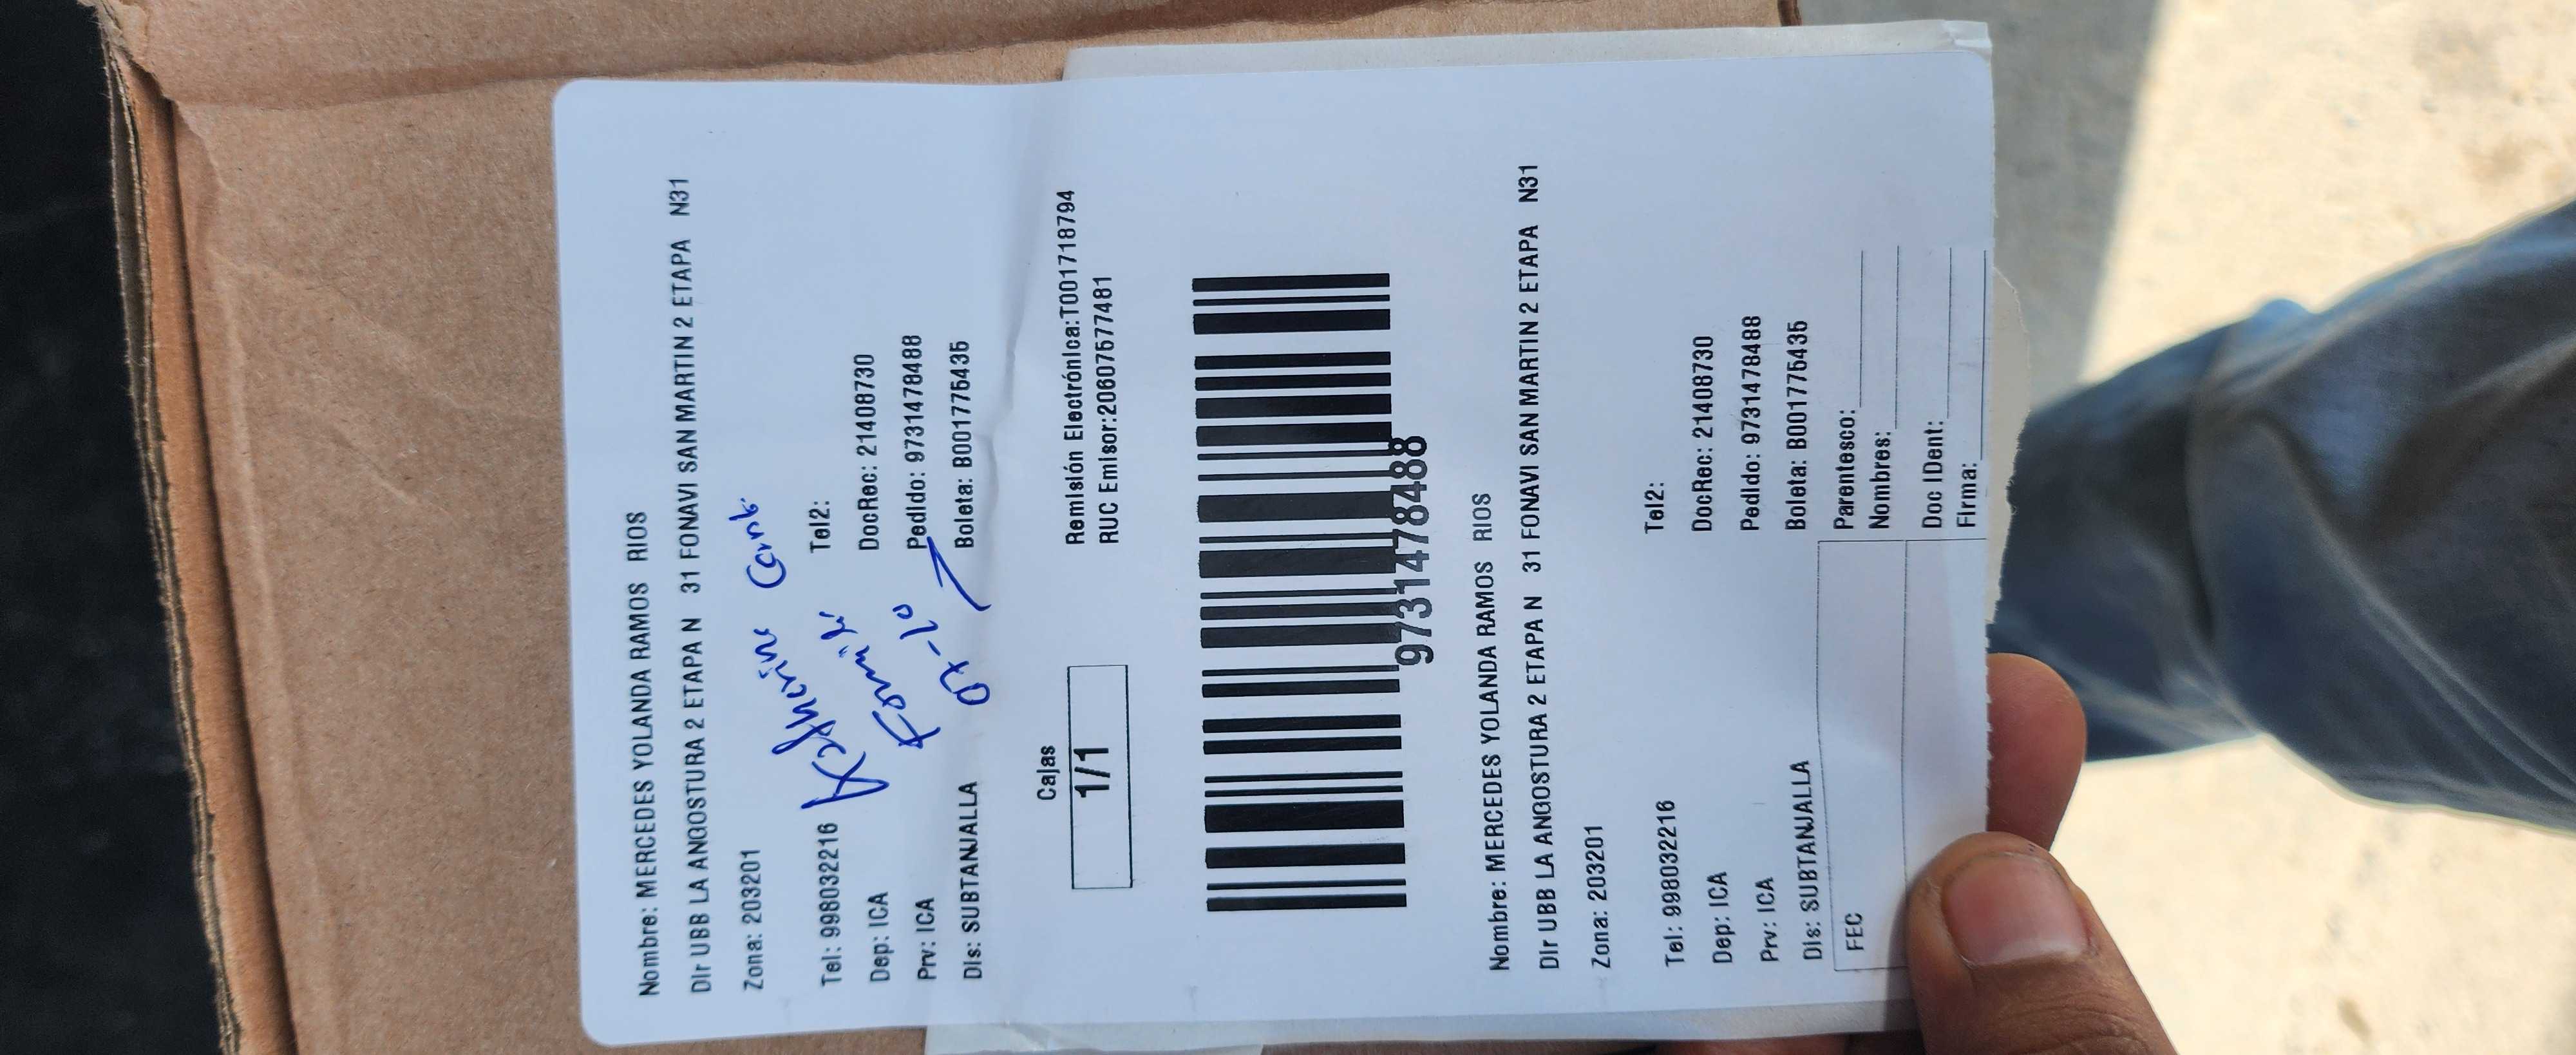 Nombre: MERCEDES YOLANDA RAMOS RIOS
Dir UBB LA ANGOSTURA 2 ETAPA N 31 FONAVI SAN MARTIN 2 ETAPA N31
Zona: 203201
Katherine
Tel: 998032216 Tel2:
Dep: ICA DocRec: 21408730
Prv: ICA Pedido: 9731478488
07-10
Dis: SUBTANJALLA Boleta: B001775435
Cajas
1/1
Remisión Electrónica:T001718794
RUC Emisor:20607577481
9731478488
Nombre: MERCEDES YOLANDA RAMOS RIOS
Dir UBB LA ANGOSTURA 2 ETAPA N 31 FONAVI SAN MARTIN 2 ETAPA N31
Zona: 203201
Tel: 998032216 Tel2:
Dep: ICA DocRec: 21408730
Prv: ICA Pedido: 9731478488
Dis: SUBTANJALLA Boleta: B001775435
FEC
Parentesco:
Nombres:
Doc IDent:
Firma: